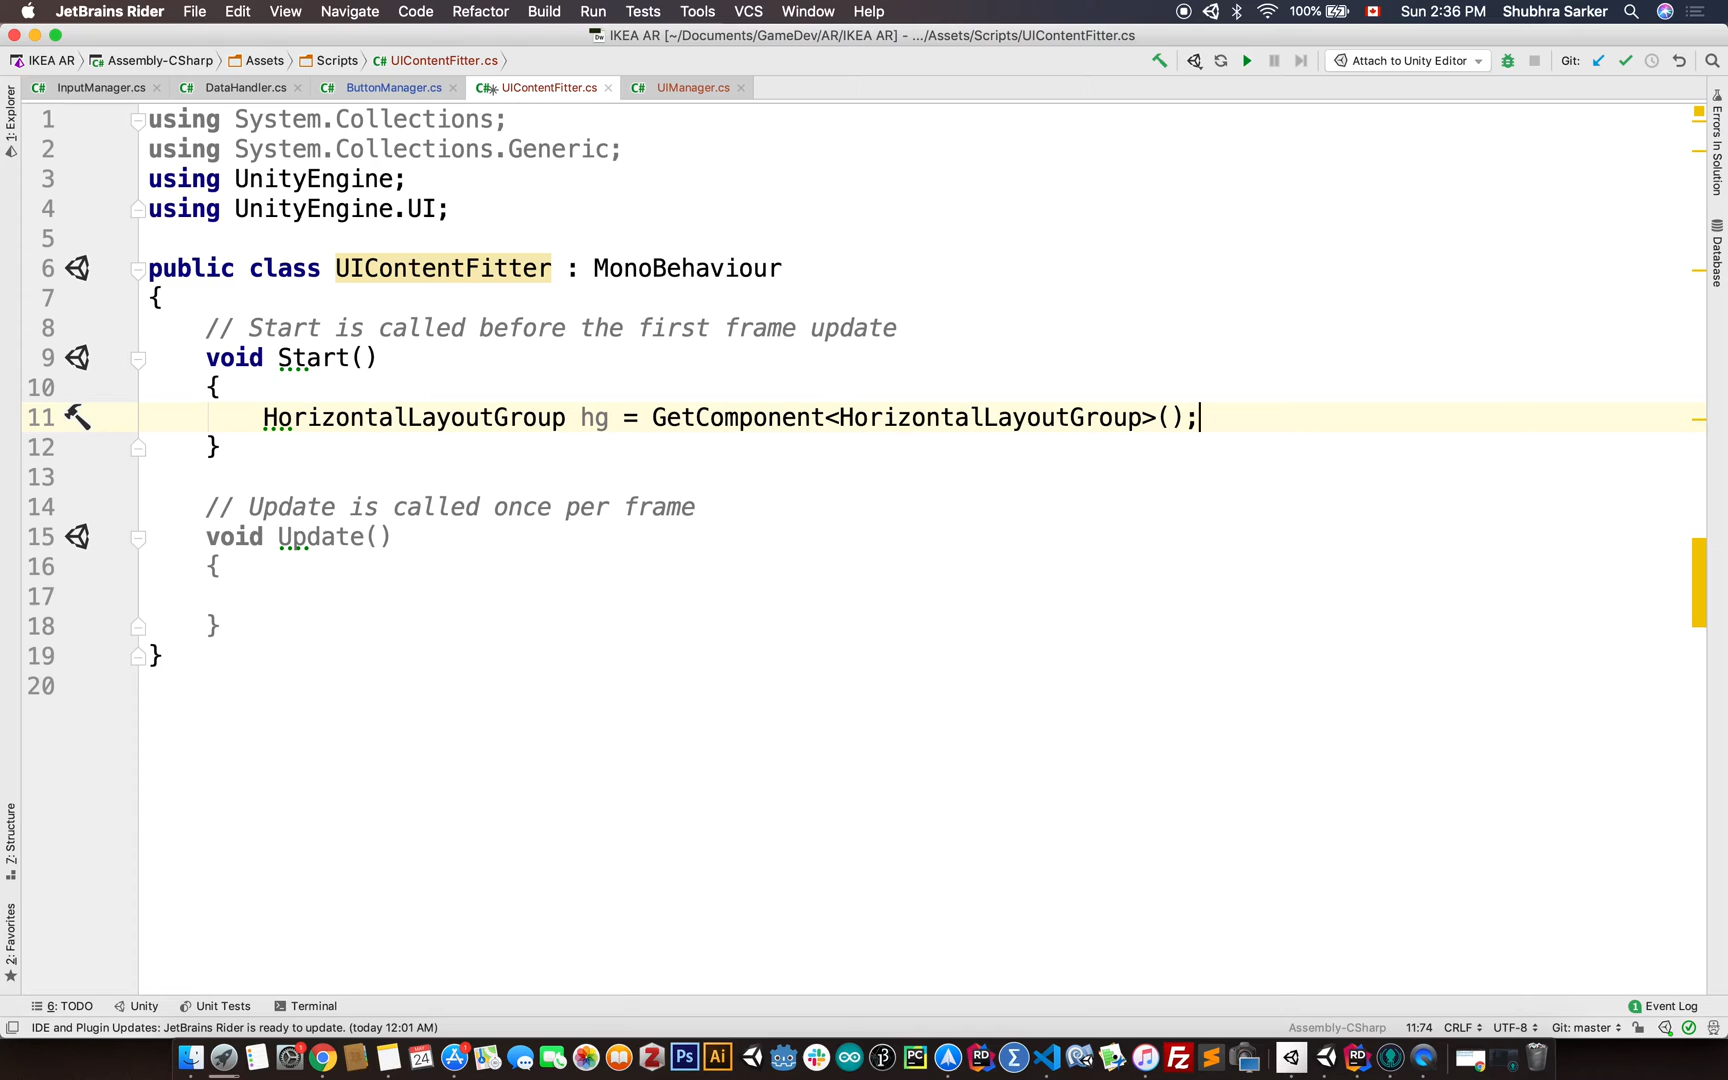 JetBrains Rider File Edit View Navigate Code Refactor Build Run Tests Tools VCS Window Help 100% Sun 2:36 PM Shubhra Sarker
IKEA AR [~/Documents/GameDev/AR/IKEA AR] - .../Assets/Scripts/UIContentFitter.cs
IKEA AR Assembly-CSharp Assets Scripts UIContentFitter.cs Attach to Unity Editor Git:
InputManager.cs DataHandler.cs ButtonManager.cs UIContentFitter.cs UIManager.cs
1 using System.Collections;
2 using System.Collections.Generic;
3 using UnityEngine;
4 using UnityEngine.UI;
5
6 public class UIContentFitter : MonoBehaviour
7 {
8 // Start is called before the first frame update
9 void Start()
10 {
11 HorizontalLayoutGroup hg = GetComponent<HorizontalLayoutGroup>();
12 }
13
14 // Update is called once per frame
15 void Update()
16 {
17
18 }
19 }
20
1: Explorer
Z: Structure
2: Favorites
Errors In Solution
Database
6: TODO Unity Unit Tests Terminal 1 Event Log
IDE and Plugin Updates: JetBrains Rider is ready to update. (today 12:01 AM) Assembly-CSharp 11:74 CRLF UTF-8 Git: master